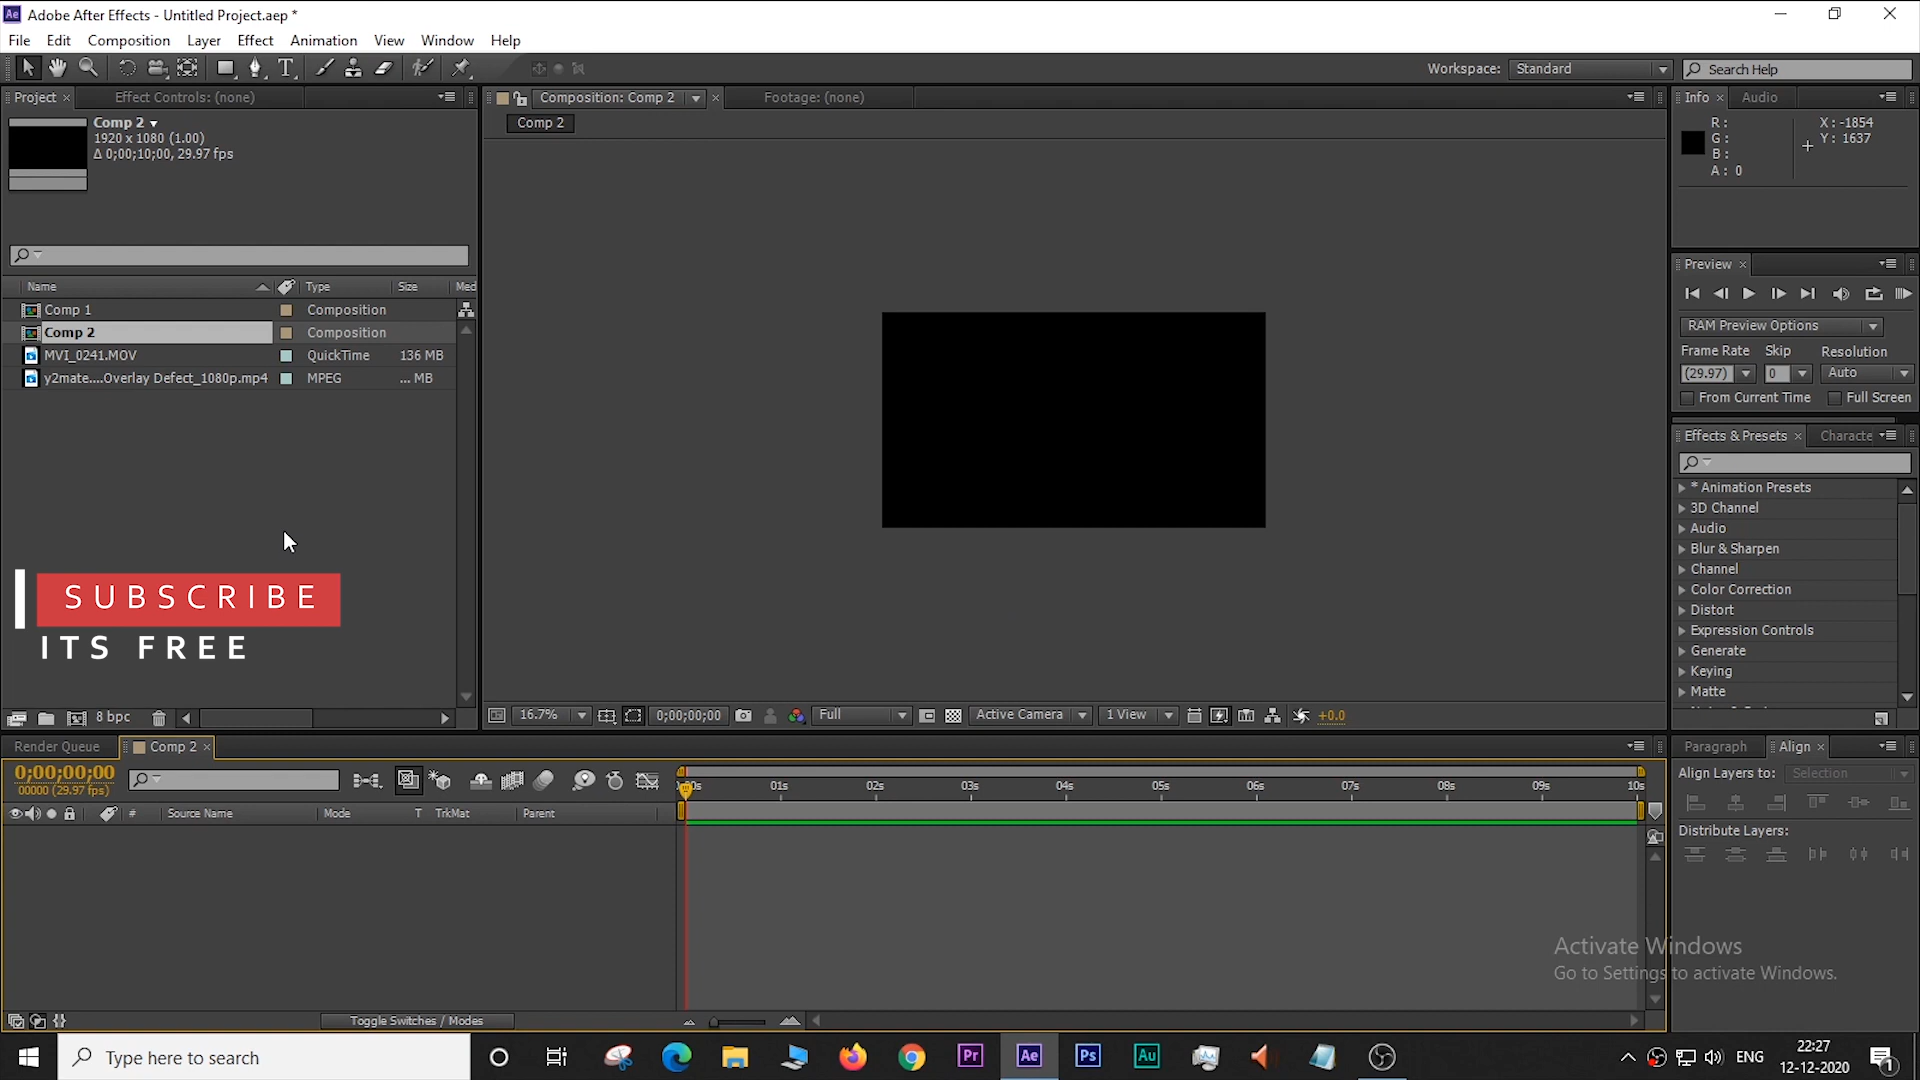 Adobe After Effects - Untitled Project.aep *
File Edit Composition Layer Effect Animation View Window Help
Workspace: Standard Search Help
Project × Effect Controls: (none)
Composition: Comp 2 × Footage: (none)
Info × Audio
Comp 2
1920 x 1080 (1.00)
Δ 0;00;10;00, 29.97 fps
Comp 2
R:
G:
B:
A: 0
X: -1854
Y: 1637
Name Type Size Med
Comp 1 Composition
Comp 2 Composition
MVI_0241.MOV QuickTime 136 MB
y2mate....Overlay Defect_1080p.mp4 MPEG ... MB
Preview ×
RAM Preview Options
Frame Rate Skip Resolution
(29.97) 0 Auto
From Current Time Full Screen
Effects & Presets × Characte
* Animation Presets
3D Channel
Audio
Blur & Sharpen
Channel
Color Correction
Distort
Expression Controls
Generate
Keying
Matte
SUBSCRIBE
ITS FREE
8 bpc
16.7% 0;00;00;00 Full Active Camera 1 View +0.0
Render Queue Comp 2 ×
0;00;00;00
00000 (29.97 fps)
00s 01s 02s 03s 04s 05s 06s 07s 08s 09s 10s
# Source Name Mode T TrkMat Parent
Toggle Switches / Modes
Paragraph Align ×
Align Layers to: Selection
Distribute Layers:
Activate Windows
Go to Settings to activate Windows.
Type here to search
Pr Ae Ps Au
ENG
22:27
12-12-2020
1